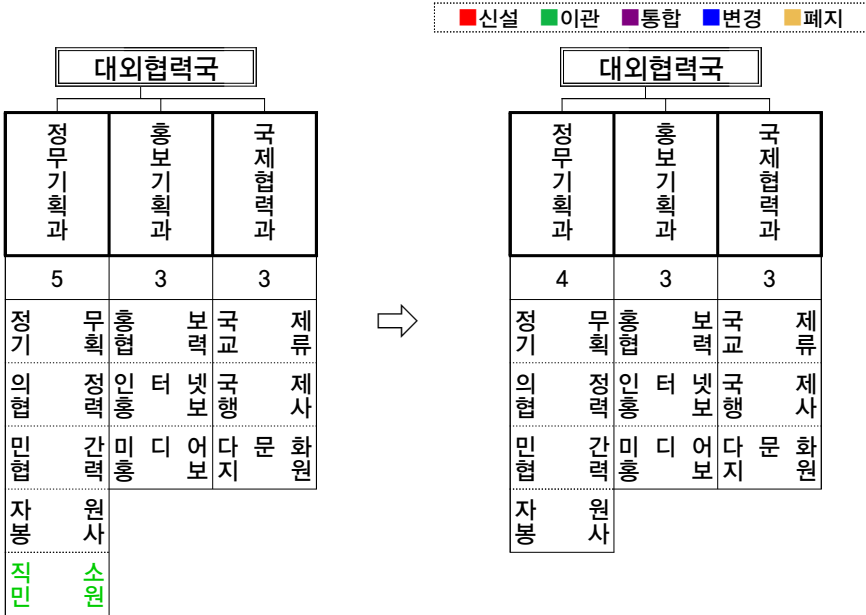 ■신설 ■이관 ■통합 ■변경 ■폐지
대외협력국
정무기획과 홍보기획과 국제협력과
5 3 3
정무기획 홍보협력 국제교류
의정협력 인터넷홍보 국제행사
민간협력 미디어홍보 다문화지원
자원봉사
직소민원
대외협력국
정무기획과 홍보기획과 국제협력과
4 3 3
정무기획 홍보협력 국제교류
의정협력 인터넷홍보 국제행사
민간협력 미디어홍보 다문화지원
자원봉사